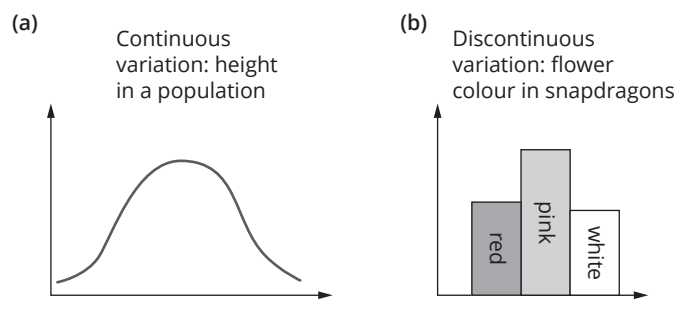 (a)
Continuous
variation: height
in a population
(b)
Discontinuous
variation: flower
colour in snapdragons
red
pink
white